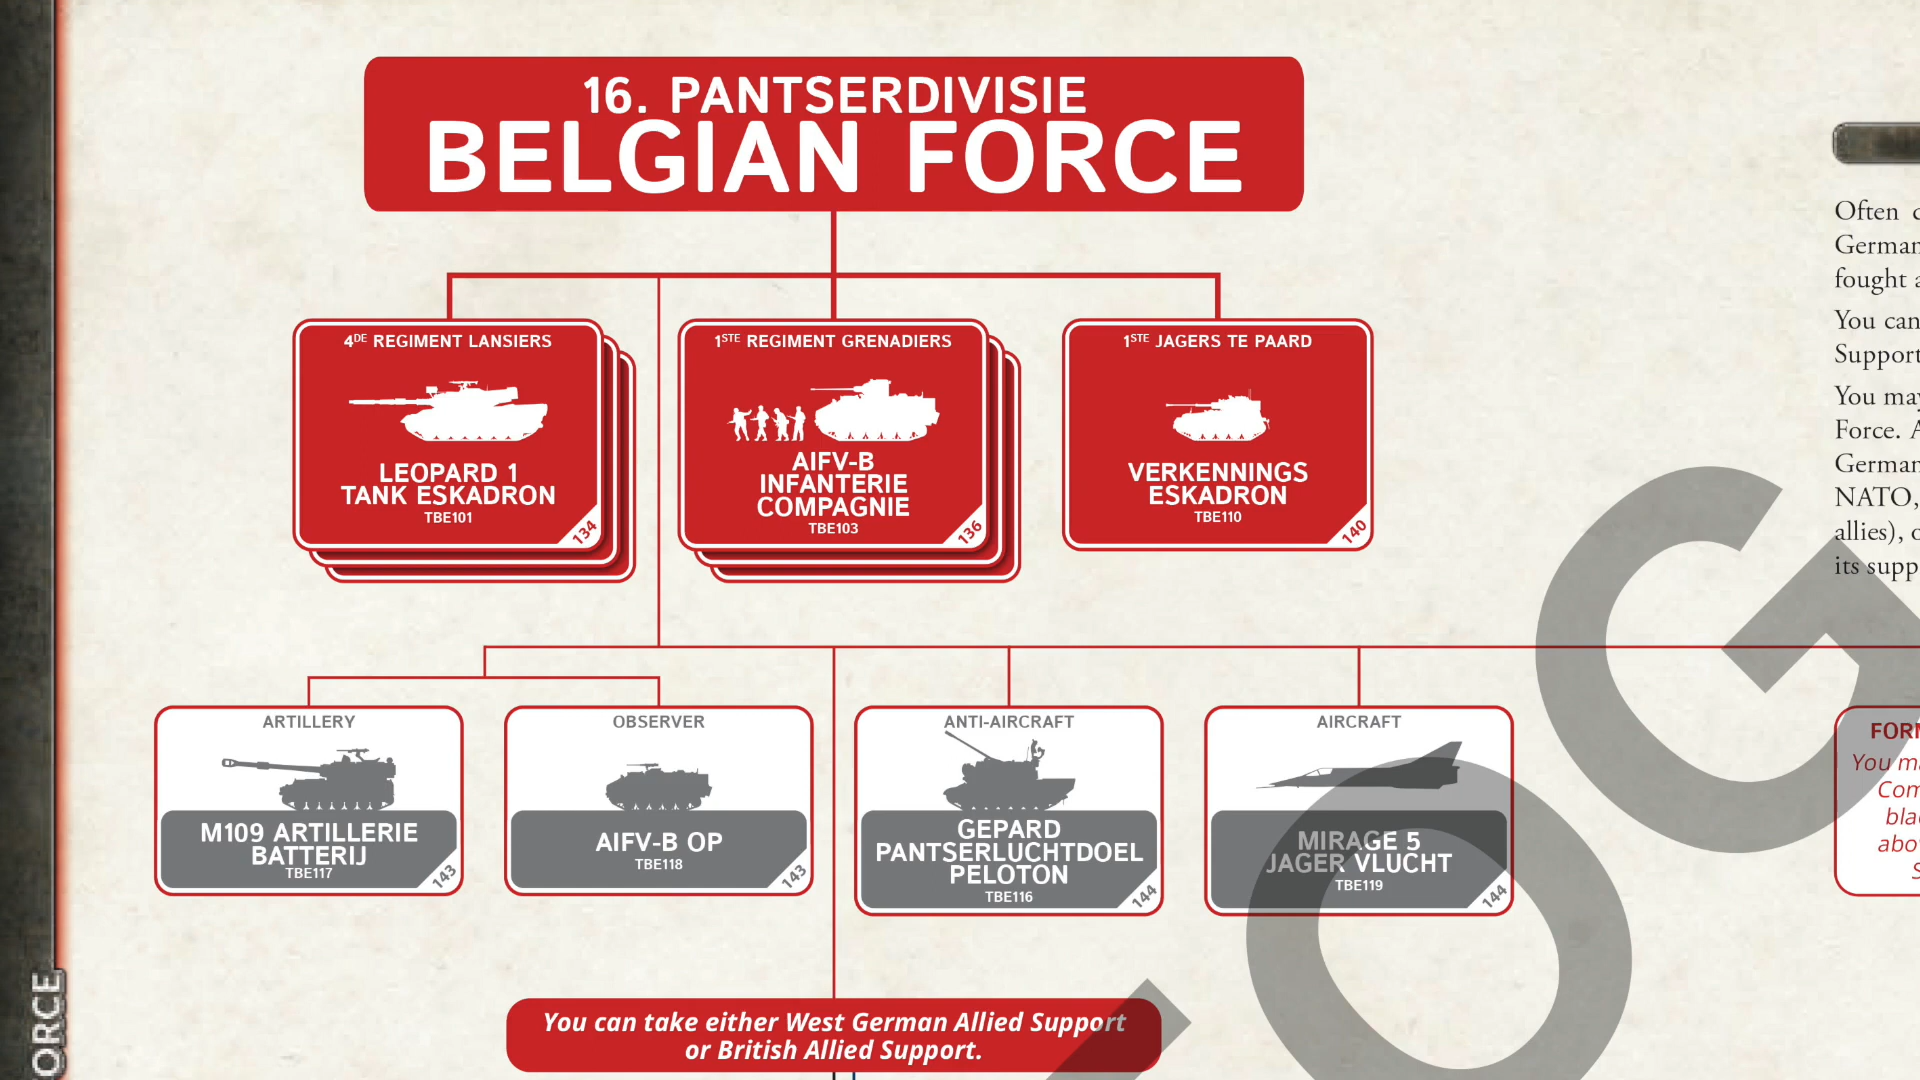 16. PANTSERDIVISIE
BELGIAN FORCE
4DE REGIMENT LANSIERS
LEOPARD 1
TANK ESKADRON
TBE101
134
1STE REGIMENT GRENADIERS
AIFV-B
INFANTERIE
COMPAGNIE
TBE103
136
1STE JAGERS TE PAARD
VERKENNINGS
ESKADRON
TBE110
140
ARTILLERY
M109 ARTILLERIE
BATTERIJ
TBE117
143
OBSERVER
AIFV-B OP
TBE118
143
ANTI-AIRCRAFT
GEPARD
PANTSERLUCHTDOEL
PELOTON
TBE116
144
AIRCRAFT
MIRAGE 5
JAGER VLUCHT
TBE119
144
You can take either West German Allied Support
or British Allied Support.
Often
German
fought
You can
Support
You may
Force.
German
NATO,
allies),
its
You